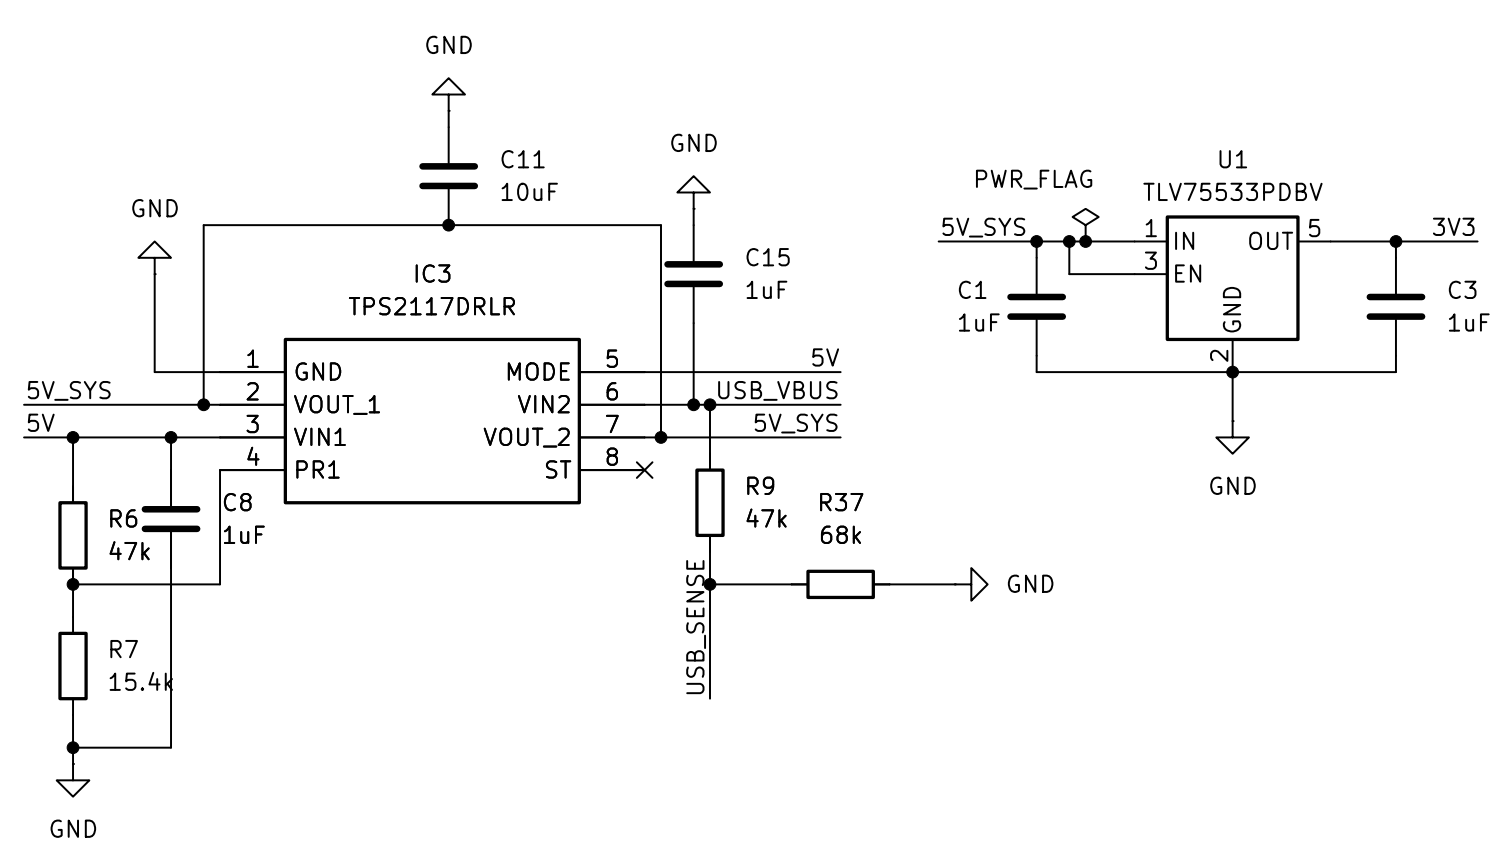 GND
C11
10uF
GND
C15
1uF
GND
IC3
TPS2117DRLR
1
GND
5V_SYS
2
VOUT_1
5V
3
VIN1
4
PR1
MODE
5
5V
VIN2
6
USB_VBUS
VOUT_2
7
5V_SYS
ST
8
R6
47k
C8
1uF
R7
15.4k
GND
R9
47k
R37
68k
USB_SENSE
GND
PWR_FLAG
U1
TLV75533PDBV
5V_SYS
1
IN
3
EN
OUT
5
3V3
GND
2
C1
1uF
C3
1uF
GND